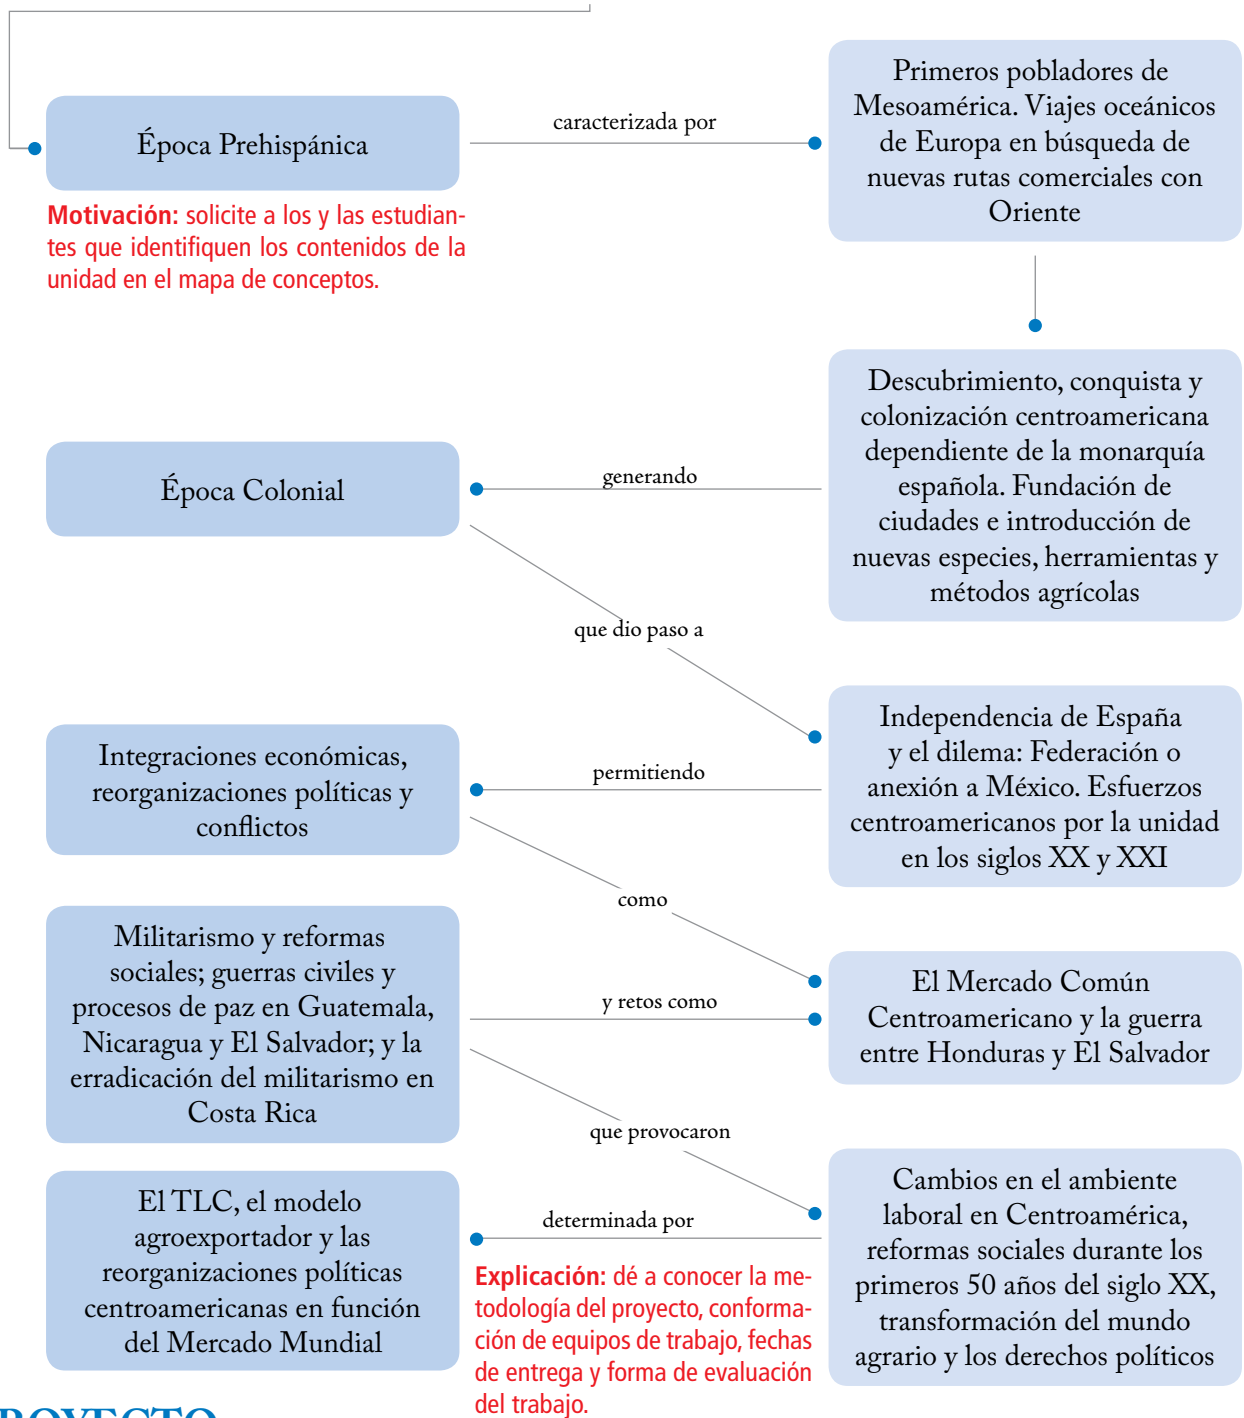 Época Prehispánica
caracterizada por
Primeros pobladores de
Mesoamérica. Viajes oceánicos
de Europa en búsqueda de
nuevas rutas comerciales con
Oriente
Motivación: solicite a los y las estudian-
tes que identifiquen los contenidos de la
unidad en el mapa de conceptos.
Descubrimiento, conquista y
colonización centroamericana
dependiente de la monarquía
española. Fundación de
ciudades e introducción de
nuevas especies, herramientas y
métodos agrícolas
generando
Época Colonial
que dio paso a
Independencia de España
y el dilema: Federación o
anexión a México. Esfuerzos
centroamericanos por la unidad
en los siglos XX y XXI
permitiendo
Integraciones económicas,
reorganizaciones políticas y
conflictos
como
Militarismo y reformas
sociales; guerras civiles y
procesos de paz en Guatemala,
Nicaragua y El Salvador; y la
erradicación del militarismo en
Costa Rica
y retos como
El Mercado Común
Centroamericano y la guerra
entre Honduras y El Salvador
que provocaron
Cambios en el ambiente
laboral en Centroamérica,
reformas sociales durante los
primeros 50 años del siglo XX,
transformación del mundo
agrario y los derechos políticos
determinada por
El TLC, el modelo
agroexportador y las
reorganizaciones políticas
centroamericanas en función
del Mercado Mundial
Explicación: dé a conocer la me-
todología del proyecto, conforma-
ción de equipos de trabajo, fechas
de entrega y forma de evaluación
del trabajo.